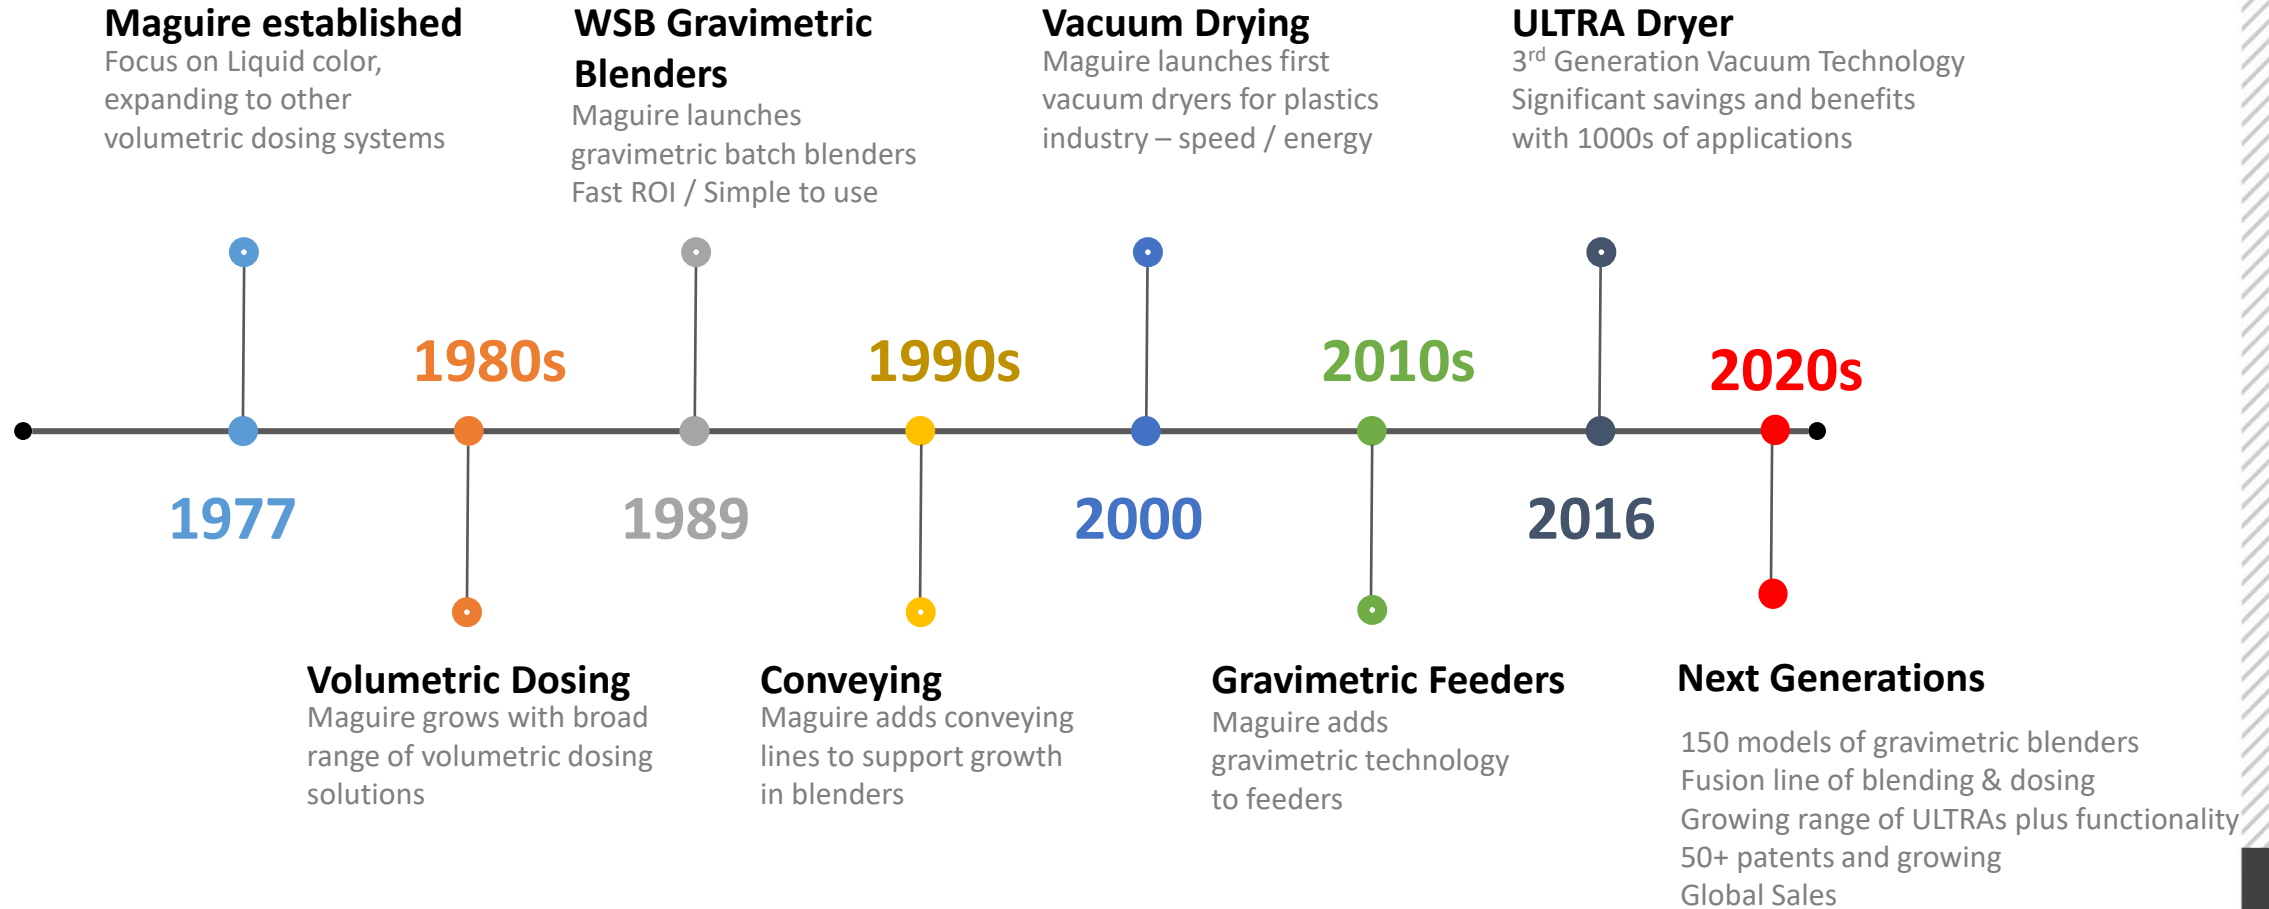 Maguire established
Focus on Liquid color,
expanding to other
volumetric dosing systems
WSB Gravimetric
Blenders
Maguire launches
gravimetric batch blenders
Fast ROI / Simple to use
Vacuum Drying
Maguire launches first
vacuum dryers for plastics
industry – speed / energy
ULTRA Dryer
3rd Generation Vacuum Technology
Significant savings and benefits
with 1000s of applications
1980s
1990s
2010s
2020s
1977
1989
2000
2016
Volumetric Dosing
Maguire grows with broad
range of volumetric dosing
solutions
Conveying
Maguire adds conveying
lines to support growth
in blenders
Gravimetric Feeders
Maguire adds
gravimetric technology
to feeders
Next Generations
150 models of gravimetric blenders
Fusion line of blending & dosing
Growing range of ULTRAs plus functionality
50+ patents and growing
Global Sales